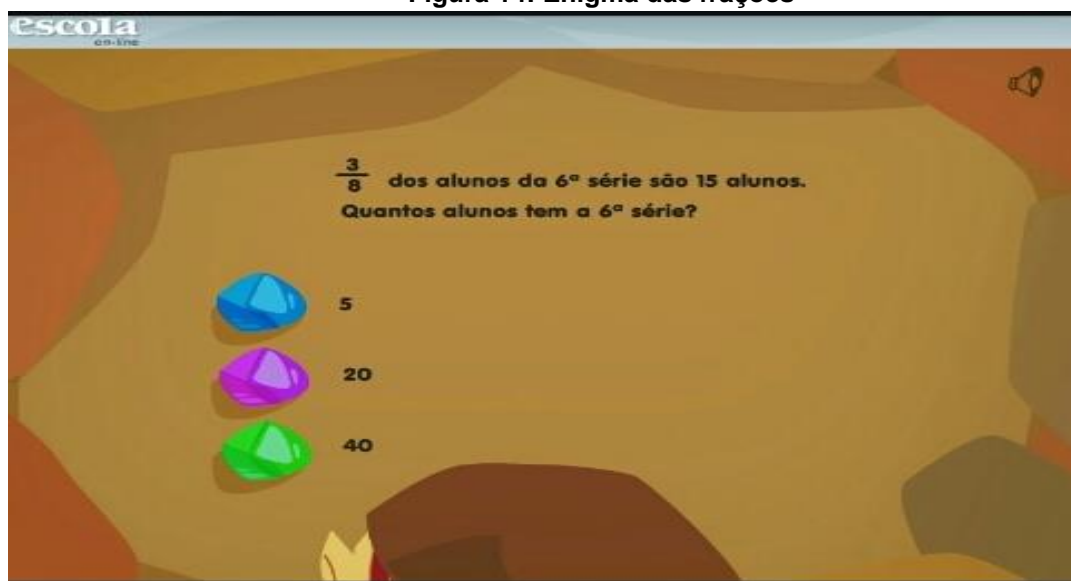 Figura 14: Enigma das frações
escola
on-line
3
8 dos alunos da 6ª série são 15 alunos.
Quantos alunos tem a 6ª série?
5
20
40